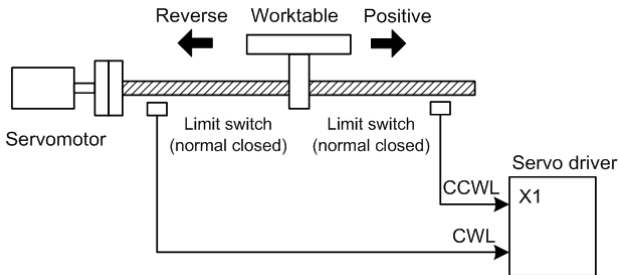 Reverse
Worktable
Positive
Servomotor
Limit switch
(normal closed)
Limit switch
(normal closed)
Servo driver
CCWL
X1
CWL